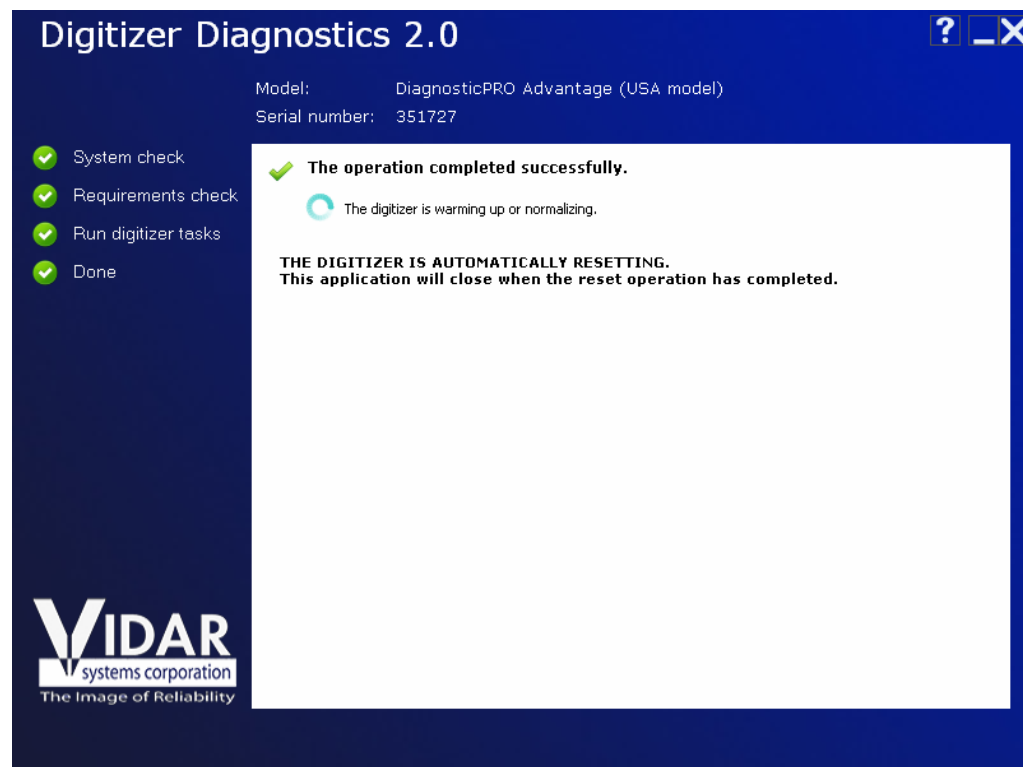 Digitizer Diagnostics 2.0
? _ X
Model: DiagnosticPRO Advantage (USA model)
Serial number: 351727
System check
Requirements check
Run digitizer tasks
Done
The operation completed successfully.
The digitizer is warming up or normalizing.
THE DIGITIZER IS AUTOMATICALLY RESETTING.
This application will close when the reset operation has completed.
VIDAR
systems corporation
The Image of Reliability